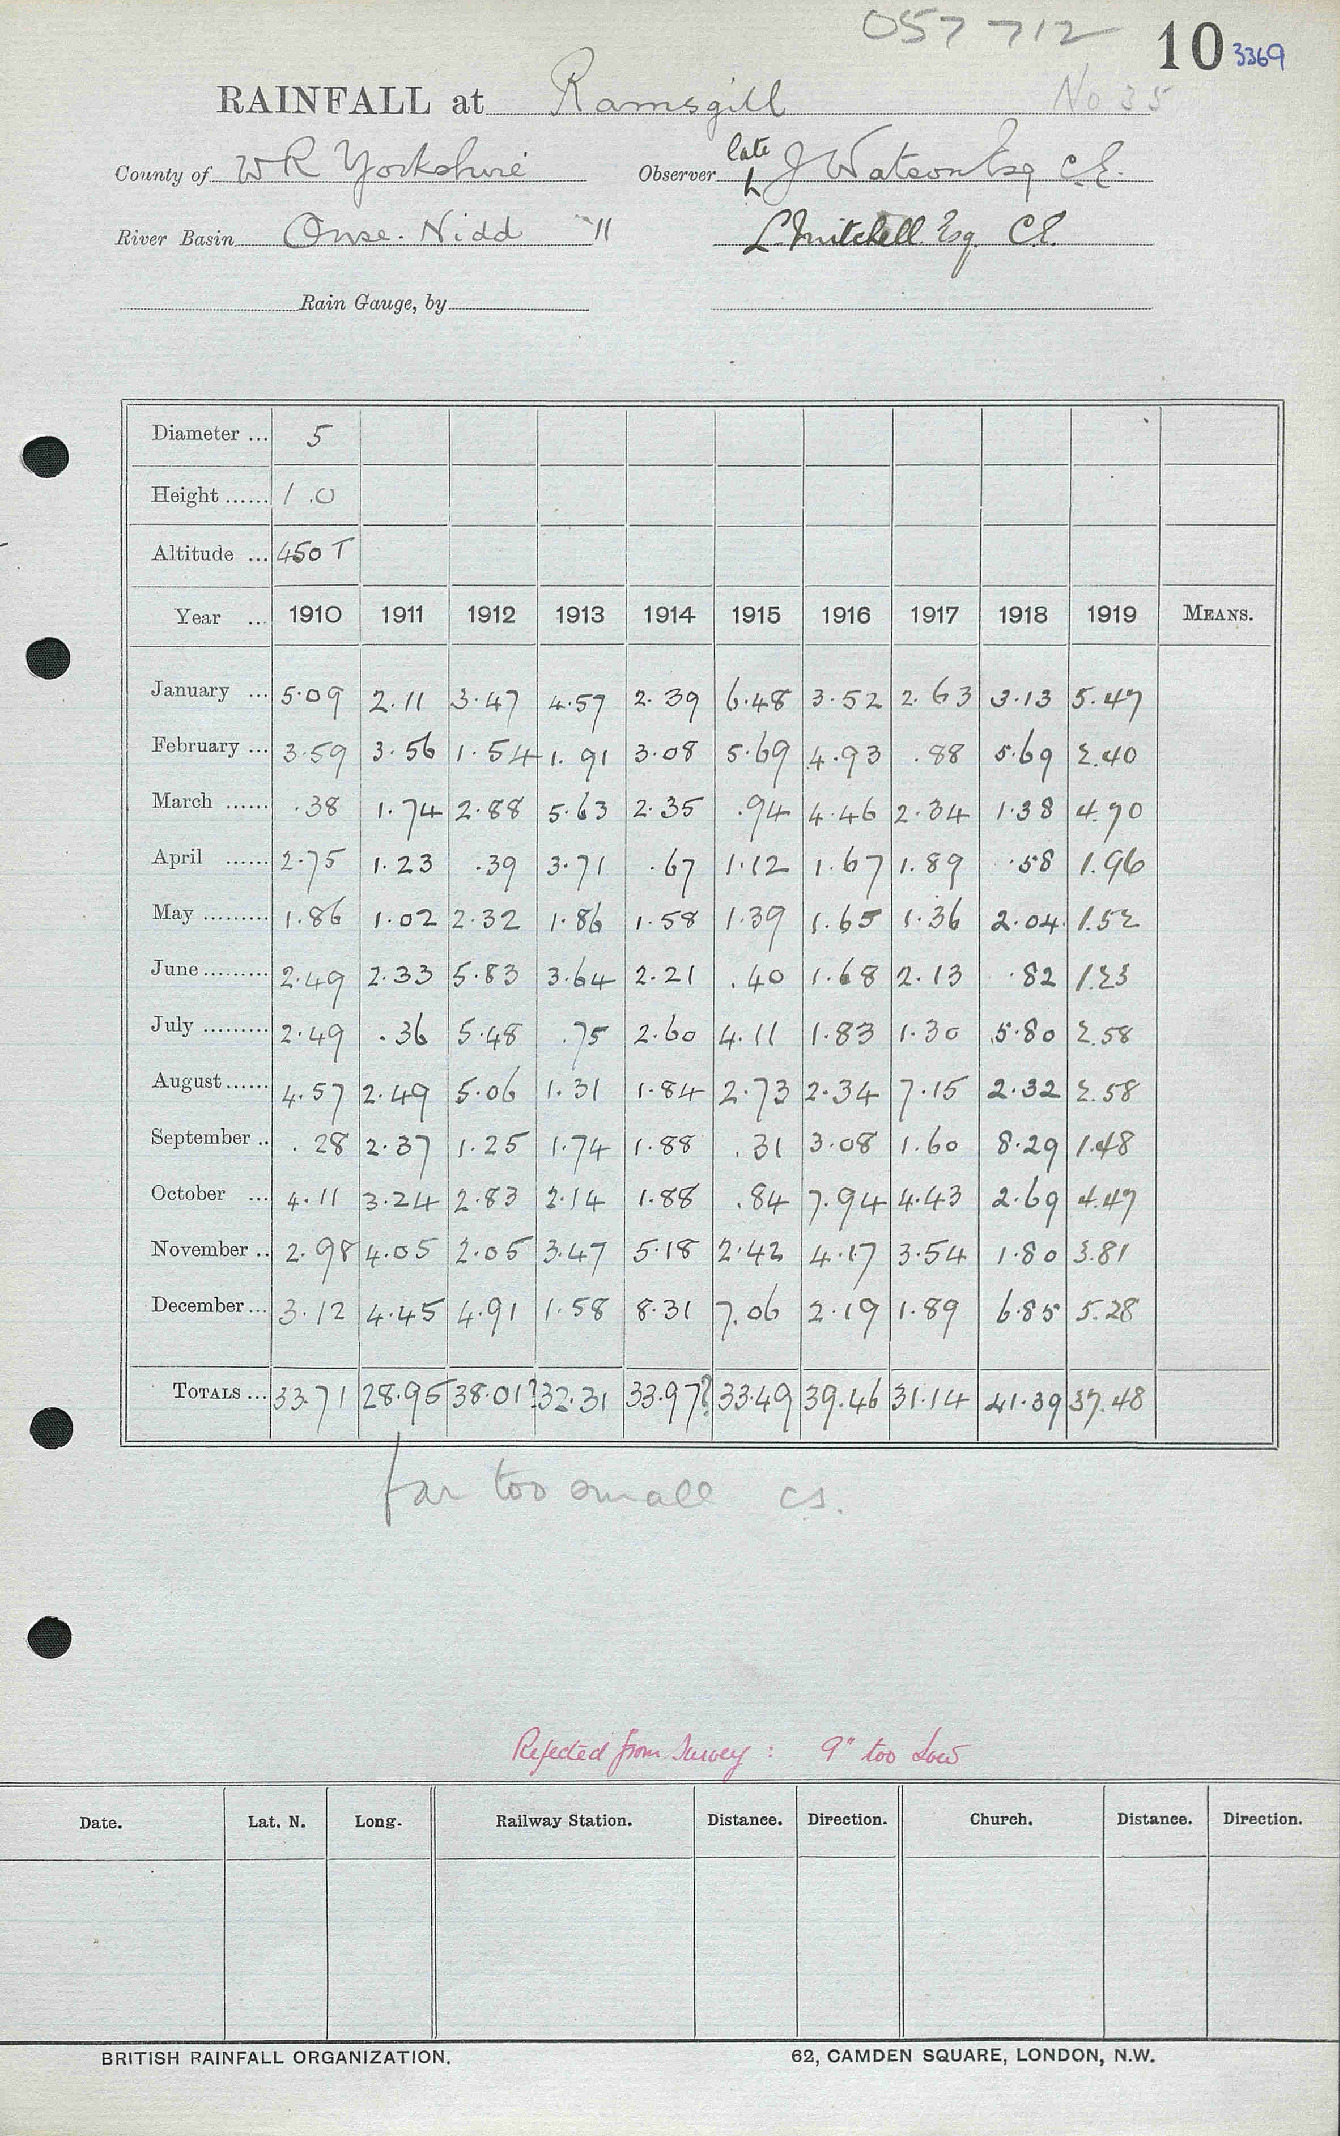 057 712
10 3369
RAINFALL at Ramsgill No 35
County of W R Yorkshire Observer late J Watson Esq C.E.
River Basin Ouse. Nidd "11 L. Mitchell Esq. C.E.
Rain Gauge, by
Diameter ... 5
Height ...... 1.0
Altitude ... 450 T
Year ... 1910 1911 1912 1913 1914 1915 1916 1917 1918 1919 MEANS.
January ... 5.09 2.11 3.47 4.57 2.39 6.48 3.52 2.63 3.13 5.47
February ... 3.59 3.56 1.54 1.91 3.08 5.69 4.93 .88 5.69 2.40
March ...... .38 1.74 2.88 5.63 2.35 .94 4.46 2.34 1.38 4.70
April ...... 2.75 1.23 .39 3.71 .67 1.12 1.67 1.89 .58 1.96
May ......... 1.86 1.02 2.32 1.86 1.58 1.39 1.65 1.36 2.04 1.52
June ......... 2.49 2.33 5.83 3.64 2.21 .40 1.68 2.13 .82 1.23
July ......... 2.49 .36 5.48 .75 2.60 4.11 1.83 1.30 5.80 2.58
August ...... 4.57 2.49 5.06 1.31 1.84 2.73 2.34 7.15 2.32 2.58
September .. .28 2.37 1.25 1.74 1.88 .31 3.08 1.60 8.29 1.48
October ... 4.11 3.24 2.83 2.14 1.88 .84 7.94 4.43 2.69 4.47
November .. 2.98 4.05 2.05 3.47 5.18 2.42 4.17 3.54 1.80 3.81
December ... 3.12 4.45 4.91 1.58 8.31 7.06 2.19 1.89 6.85 5.28
TOTALS ... 33.71 28.95 38.01? 32.31 33.97? 33.49 39.46 31.14 41.39 37.48
far too small cs.
Rejected from Survey : 9" too Low
Date. Lat. N. Long. Railway Station. Distance. Direction. Church. Distance. Direction.
BRITISH RAINFALL ORGANIZATION. 62, CAMDEN SQUARE, LONDON, N.W.